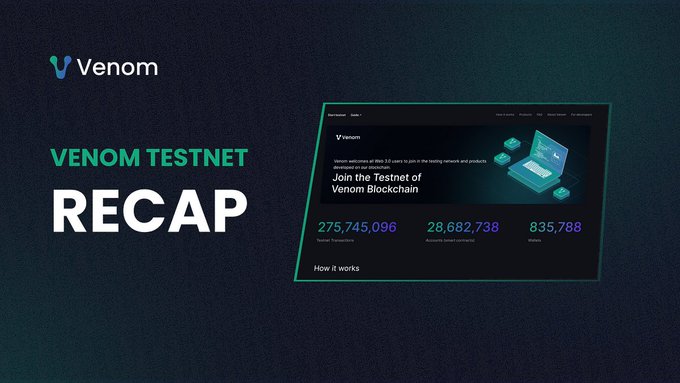 Venom
VENOM TESTNET
RECAP
Start testnet Guide
How it works Products FAQ About Venom For developers
Venom
Venom welcomes all Web 3.0 users to join in the testing network and products
developed on our blockchain.
Join the Testnet of
Venom Blockchain
275,745,096 28,682,738 835,788
Testnet Transactions Accounts (smart contracts) Wallets
How it works